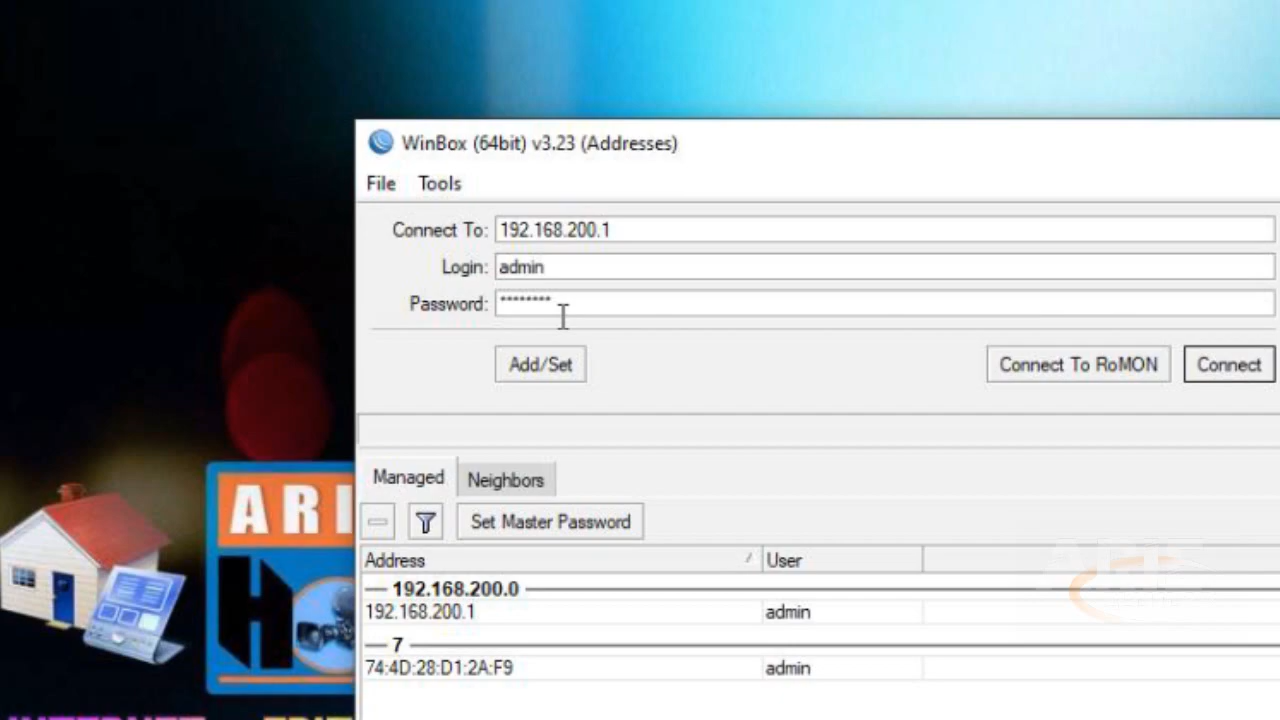 WinBox (64bit) v3.23 (Addresses)
File Tools
Connect To: 192.168.200.1
Login: admin
Password: ********
Add/Set Connect To RoMON Connect
Managed Neighbors
Set Master Password
Address / User
192.168.200.0
192.168.200.1 admin
7
74:4D:28:D1:2A:F9 admin
ARI